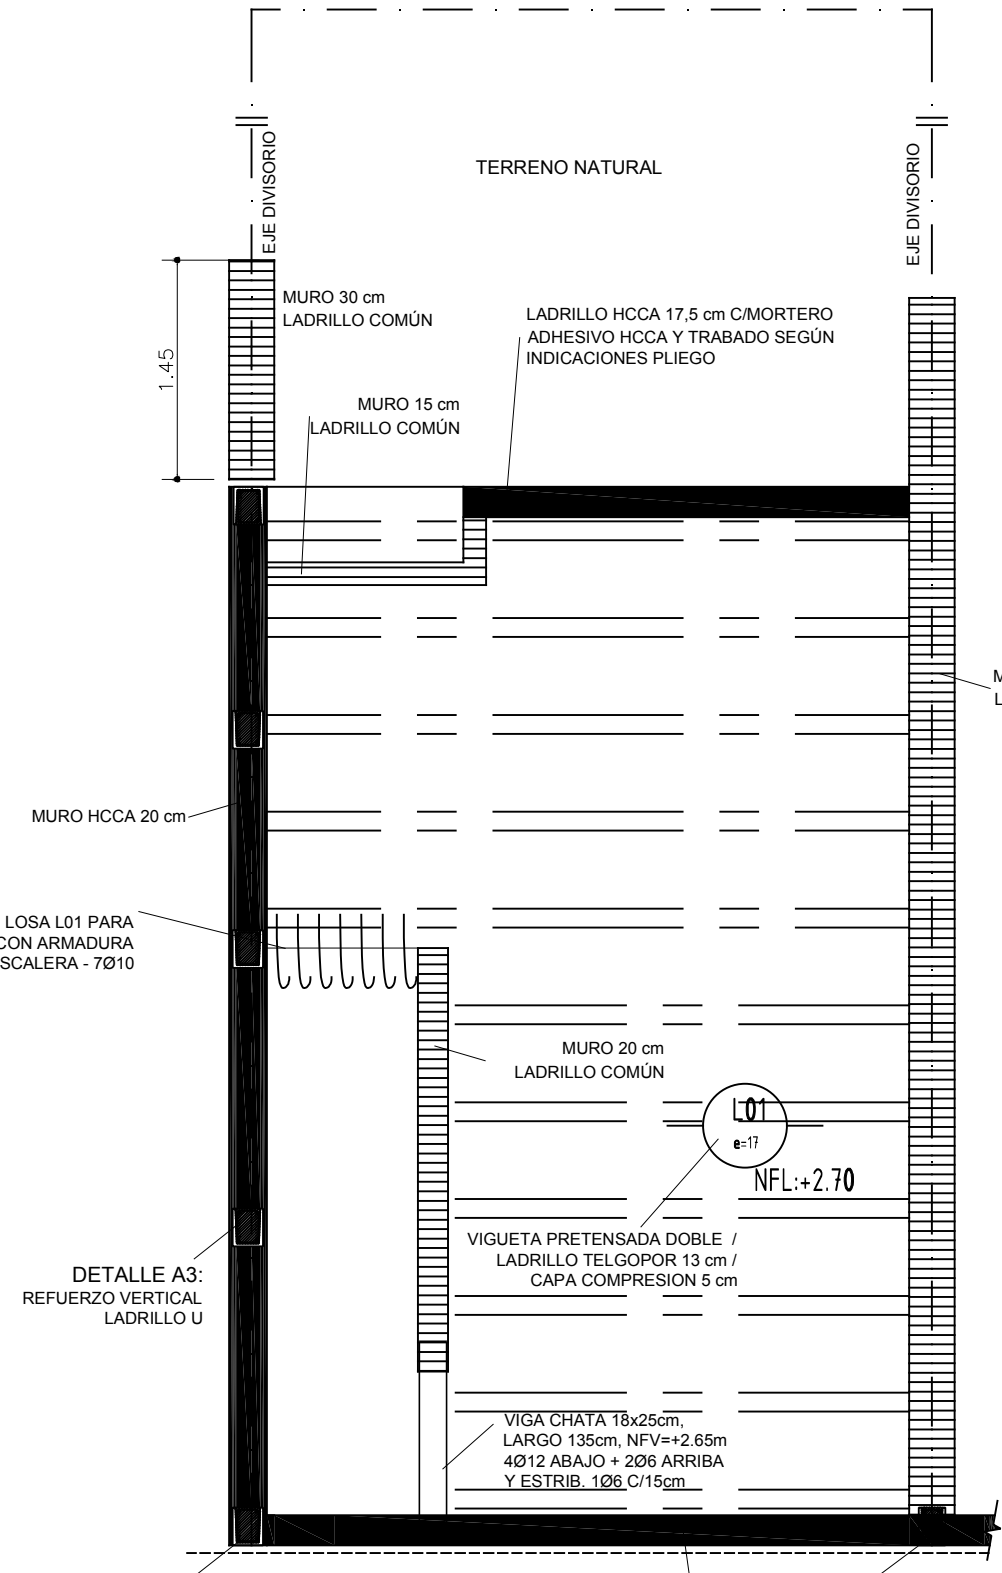 TERRENO NATURAL
EJE DIVISORIO
EJE DIVISORIO
MURO 30 cm
LADRILLO COMÚN
LADRILLO HCCA 17,5 cm C/MORTERO
ADHESIVO HCCA Y TRABADO SEGÚN
INDICACIONES PLIEGO
1.45
MURO 15 cm
LADRILLO COMÚN
M
L
MURO HCCA 20 cm
LOSA L01 PARA
CON ARMADURA
SCALERA - 7Ø10
MURO 20 cm
LADRILLO COMÚN
L01
e=17
NFL:+2.70
VIGUETA PRETENSADA DOBLE /
LADRILLO TELGOPOR 13 cm /
CAPA COMPRESION 5 cm
DETALLE A3:
REFUERZO VERTICAL
LADRILLO U
VIGA CHATA 18x25cm,
LARGO 135cm, NFV=+2.65m
4Ø12 ABAJO + 2Ø6 ARRIBA
Y ESTRIB. 1Ø6 C/15cm